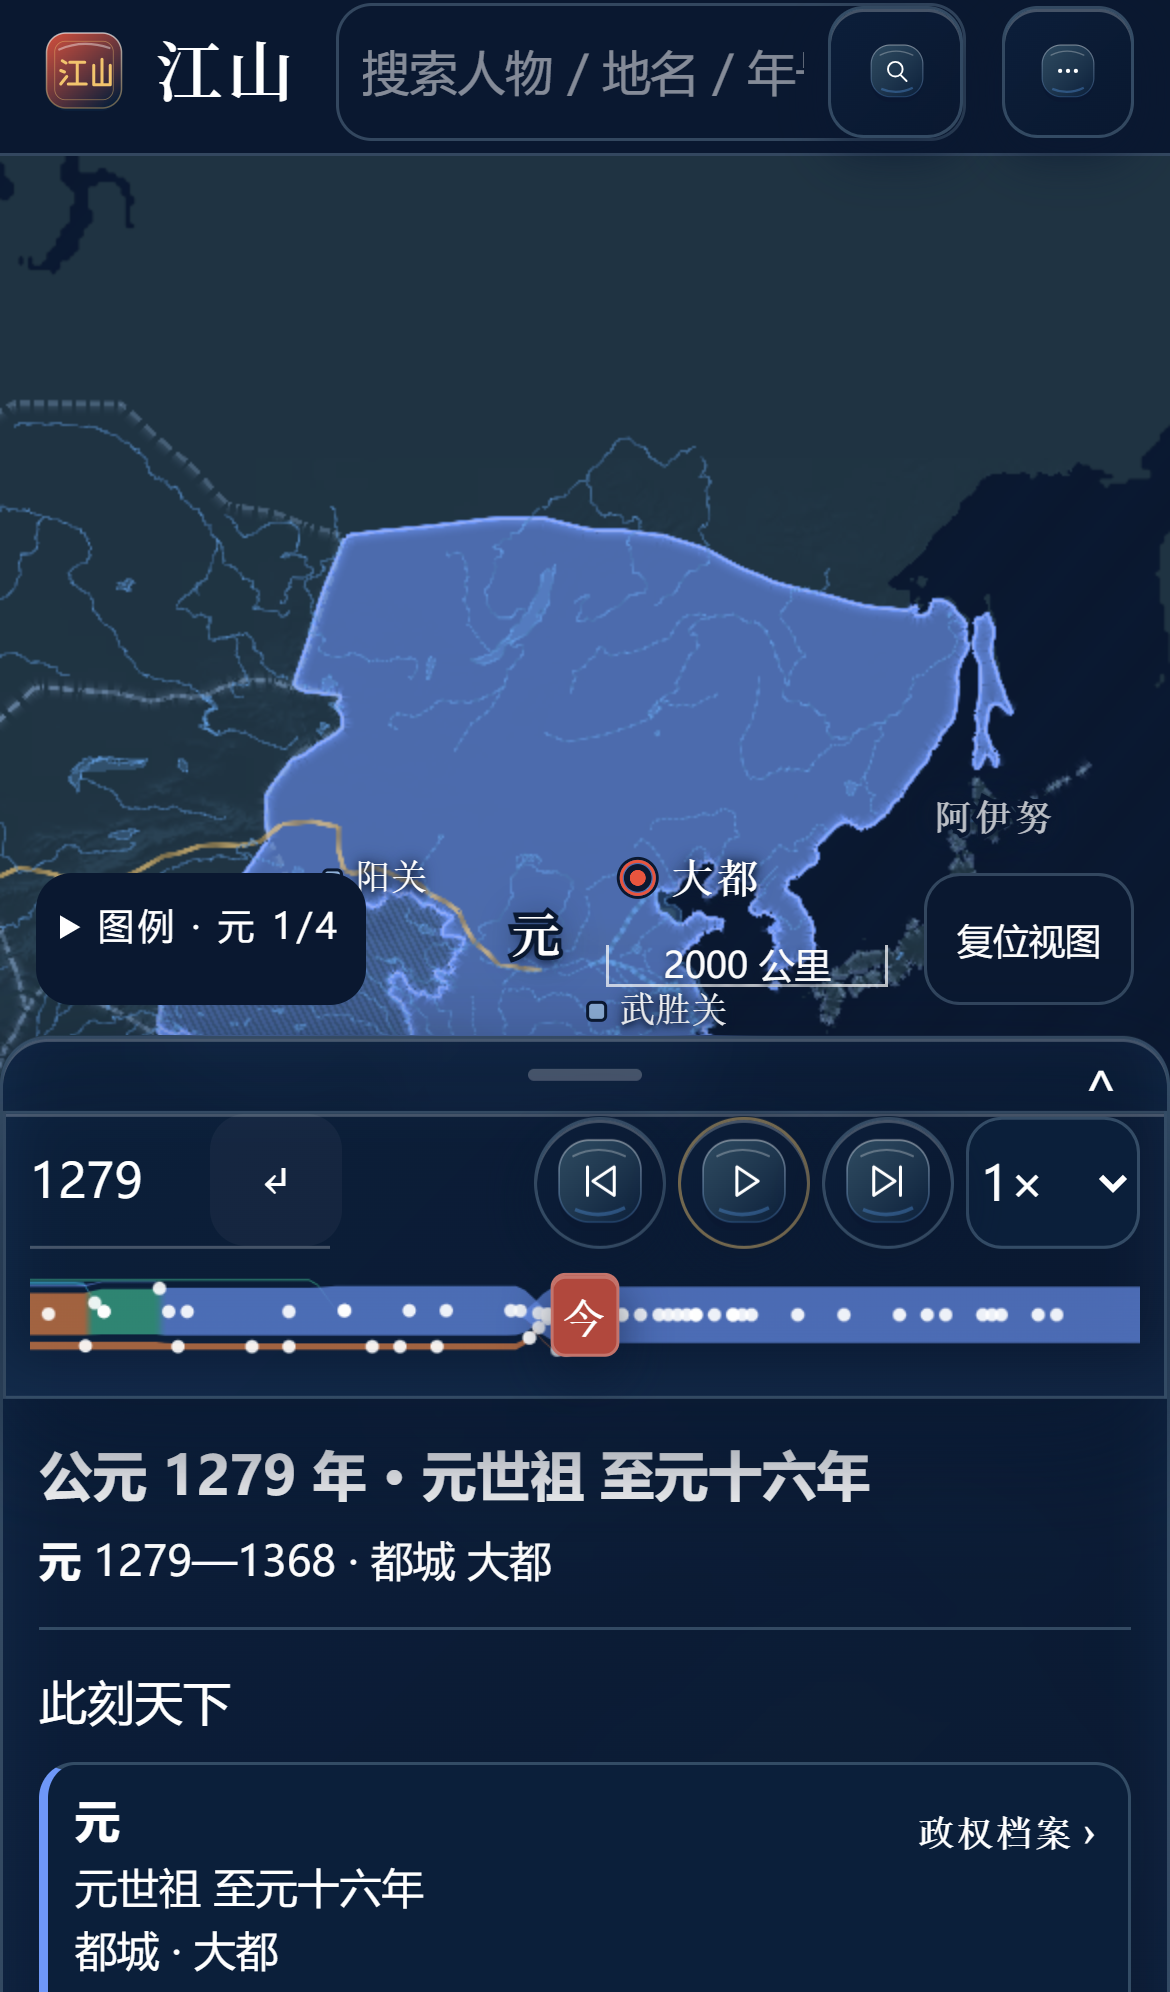 江山 江山 搜索人物 / 地名 / 年
阿伊努
阳关
大都
图例 · 元 1/4
元
2000 公里
复位视图
武胜关
1279
1×
今
公元 1279 年 • 元世祖 至元十六年
元 1279—1368 · 都城 大都
此刻天下
元
政权档案 ›
元世祖 至元十六年
都城 · 大都